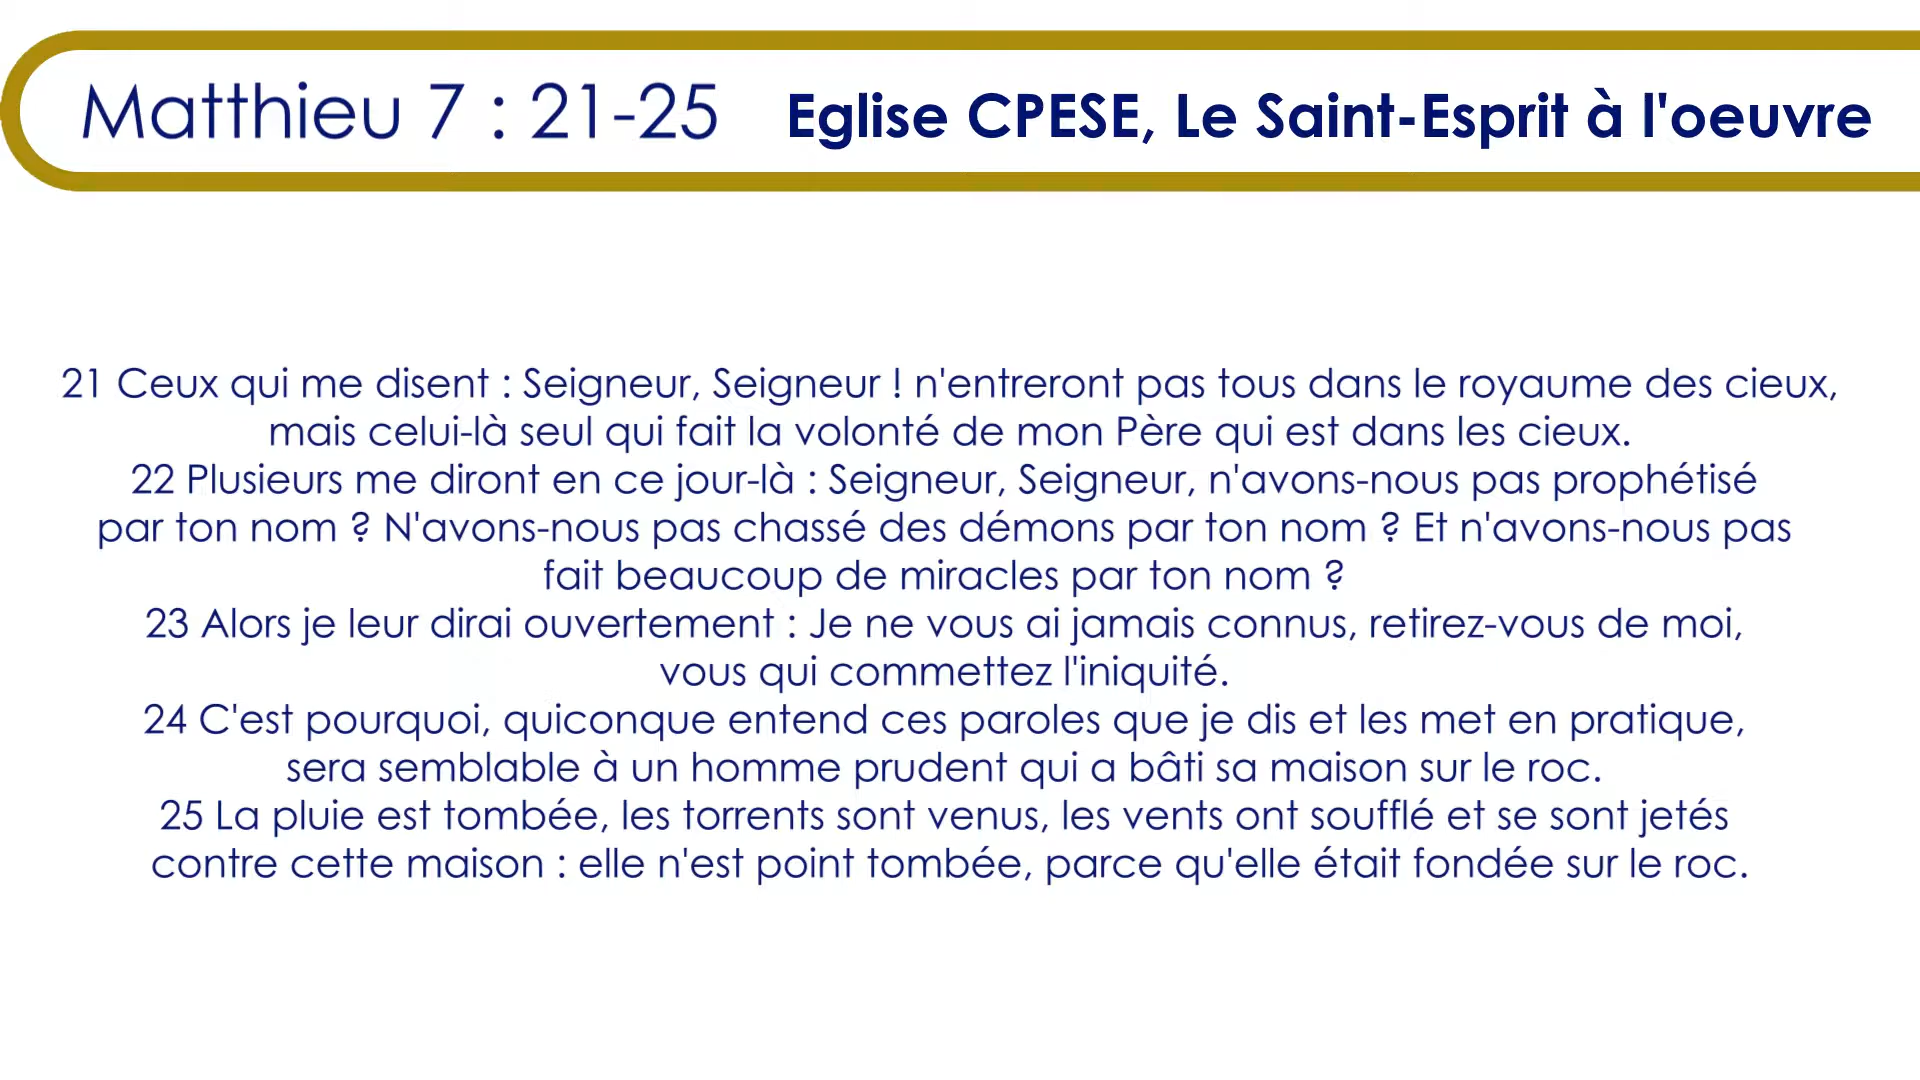 Matthieu 7 : 21-25 Eglise CPESE, Le Saint-Esprit à l'oeuvre
21 Ceux qui me disent : Seigneur, Seigneur ! n'entreront pas tous dans le royaume des cieux,
mais celui-là seul qui fait la volonté de mon Père qui est dans les cieux.
22 Plusieurs me diront en ce jour-là : Seigneur, Seigneur, n'avons-nous pas prophétisé
par ton nom ? N'avons-nous pas chassé des démons par ton nom ? Et n'avons-nous pas
fait beaucoup de miracles par ton nom ?
23 Alors je leur dirai ouvertement : Je ne vous ai jamais connus, retirez-vous de moi,
vous qui commettez l'iniquité.
24 C'est pourquoi, quiconque entend ces paroles que je dis et les met en pratique,
sera semblable à un homme prudent qui a bâti sa maison sur le roc.
25 La pluie est tombée, les torrents sont venus, les vents ont soufflé et se sont jetés
contre cette maison : elle n'est point tombée, parce qu'elle était fondée sur le roc.